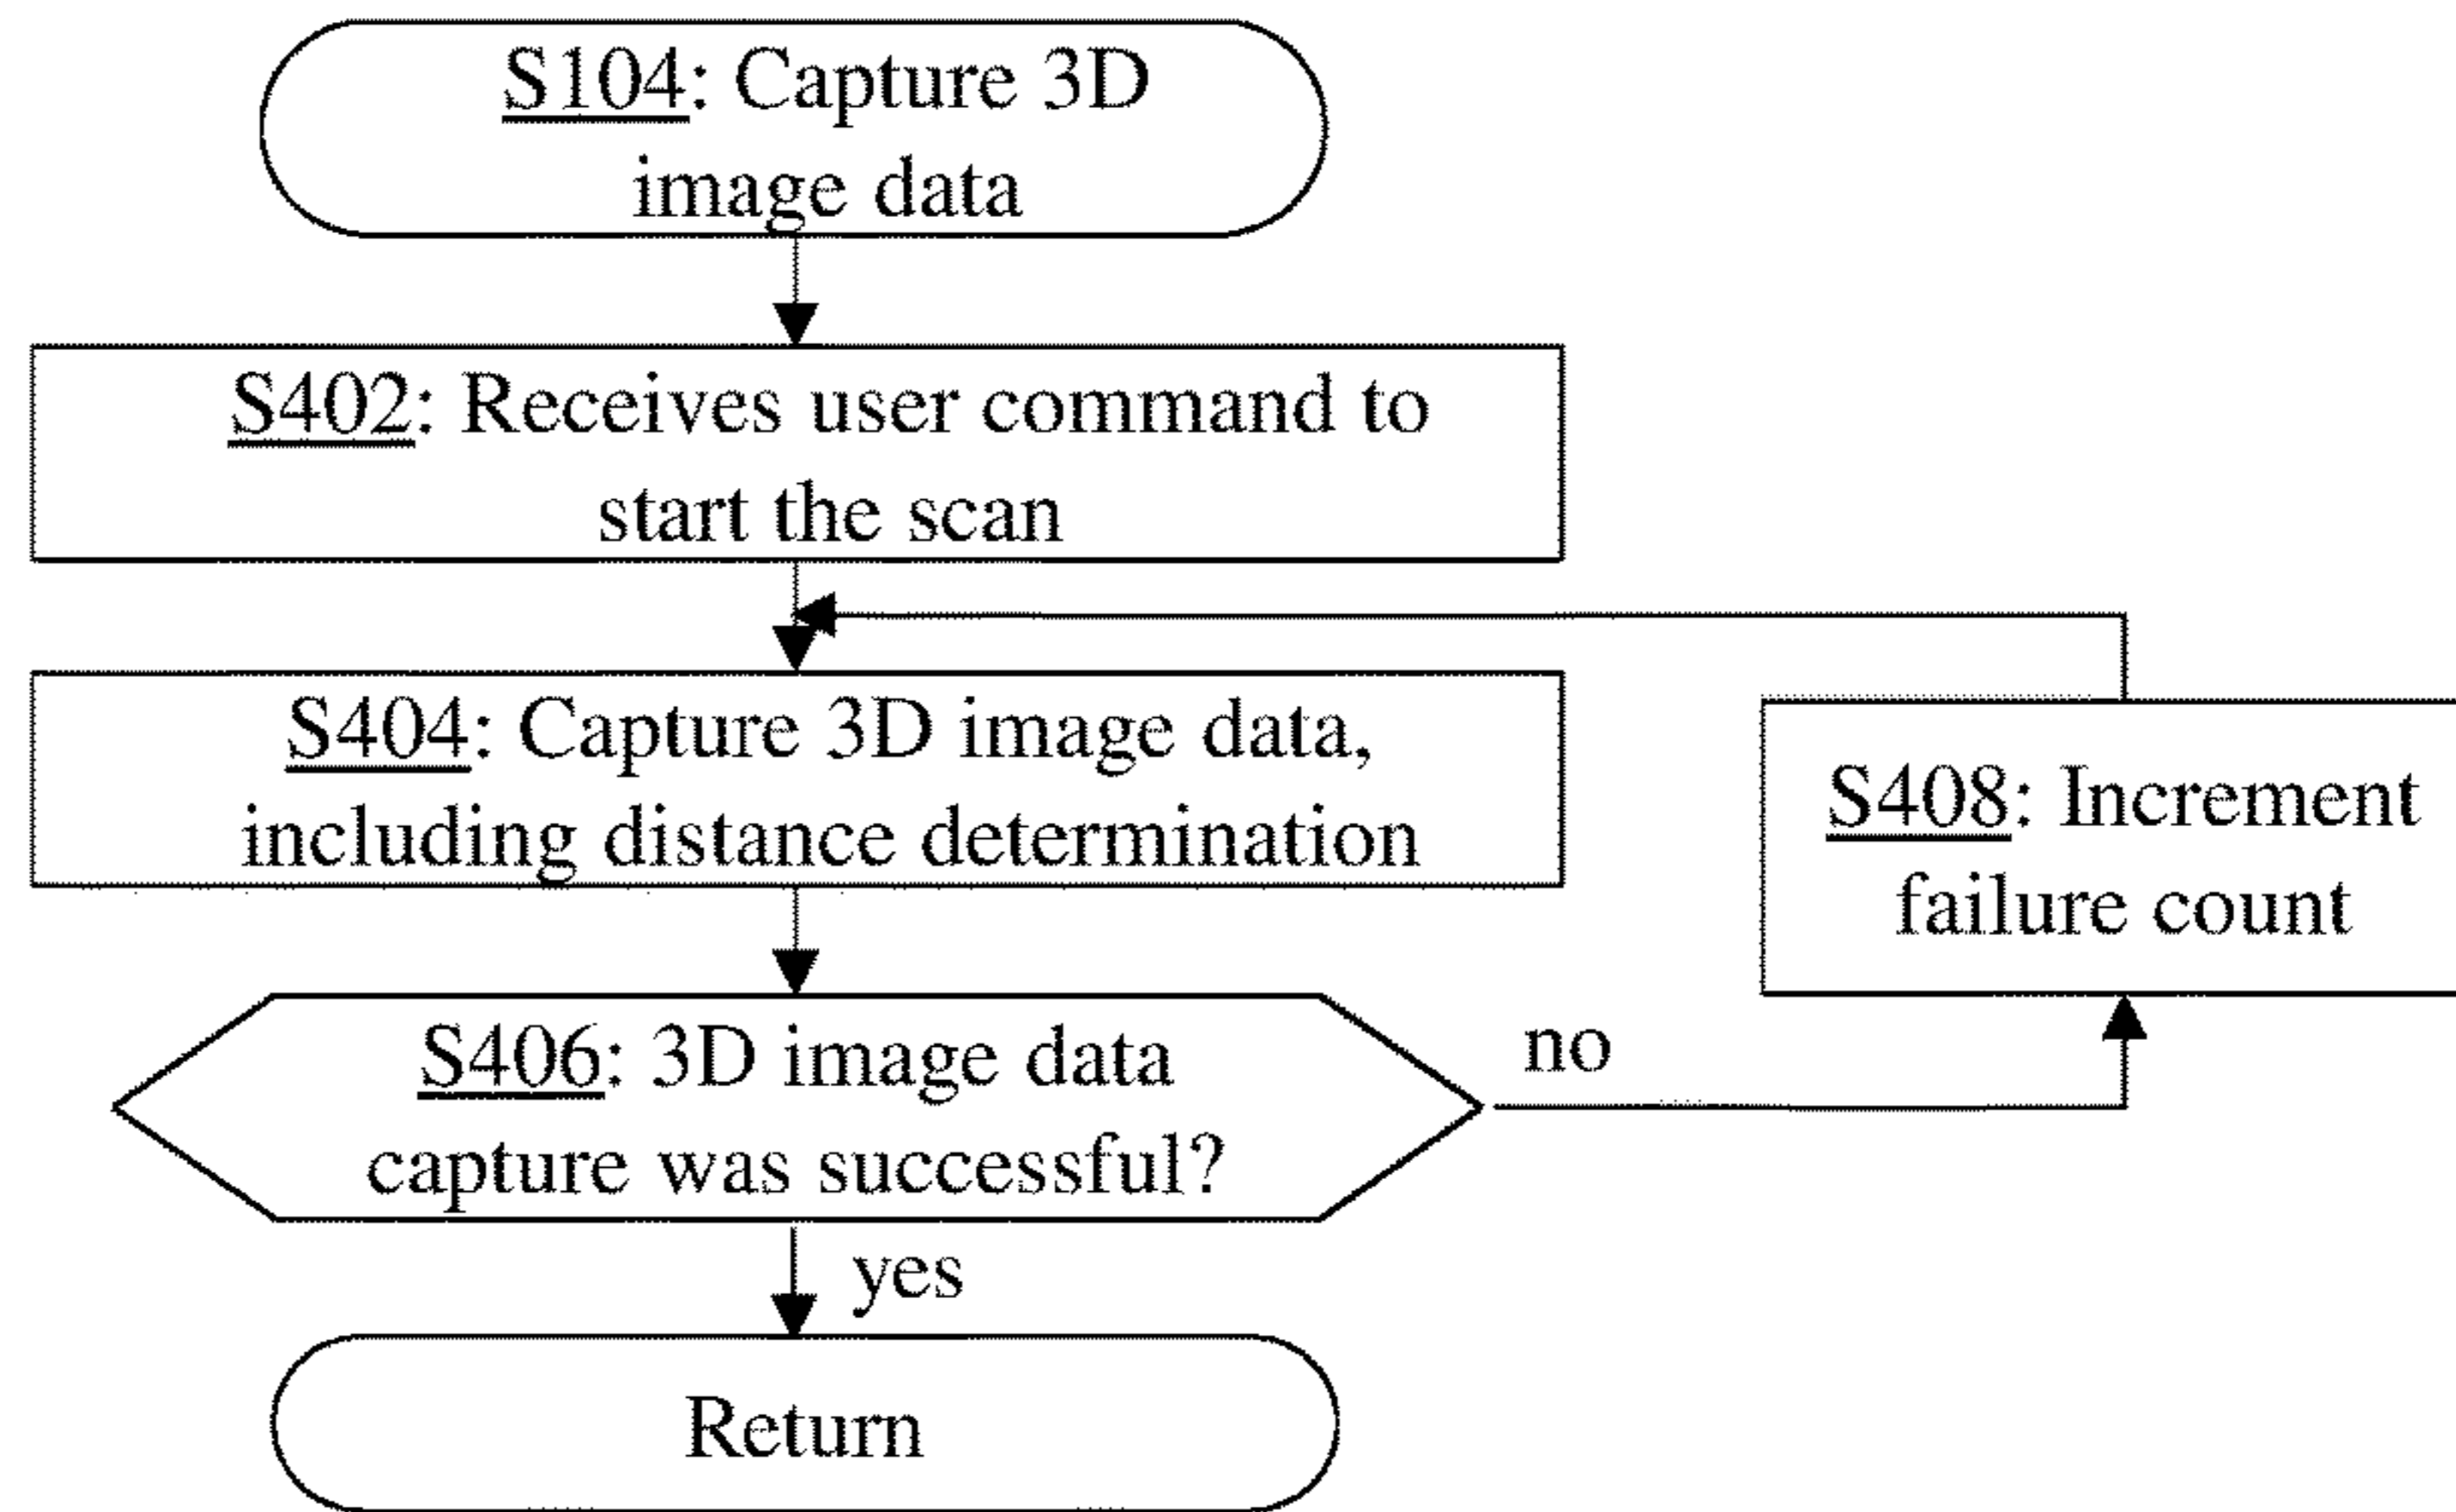 S104: Capture 3D
image data
S402: Receives user command to
start the scan
S404: Capture 3D image data,
including distance determination
S408: Increment
failure count
S406: 3D image data
capture was successful?
no
yes
Return